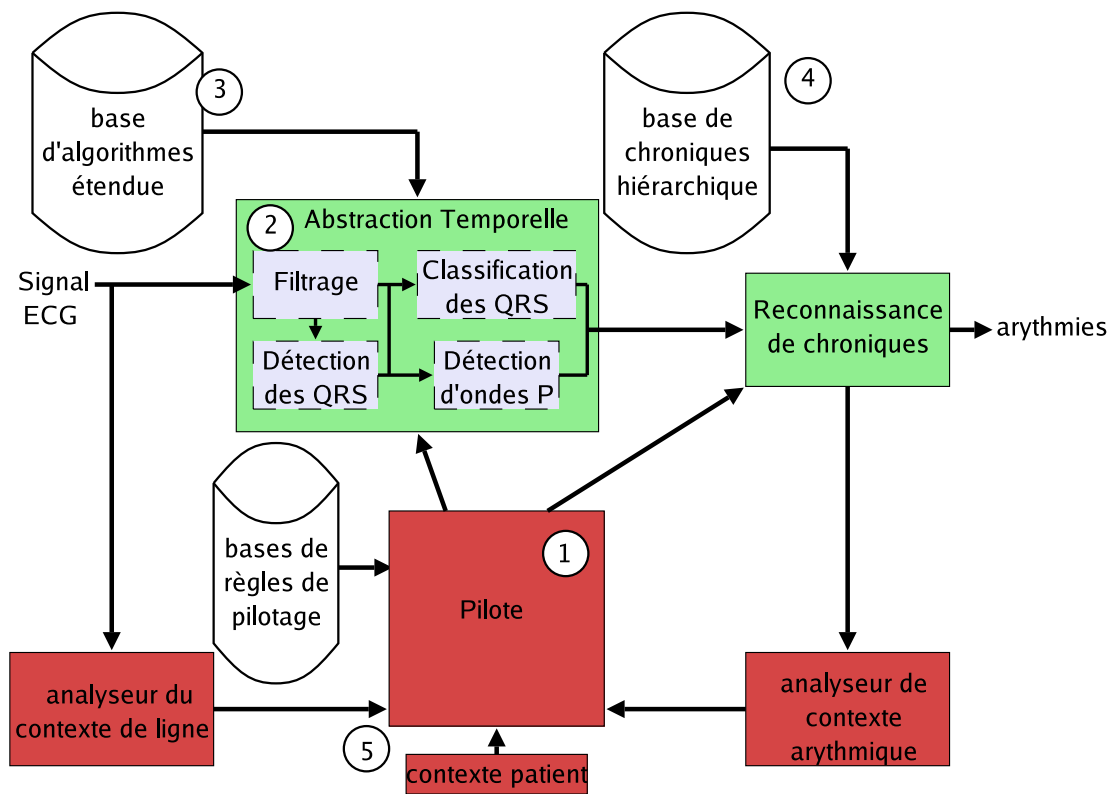 3
base
d'algorithmes
étendue
4
base de
chroniques
hiérarchique
2
Abstraction Temporelle
Signal
ECG
Filtrage
Classification
des QRS
Détection
des QRS
Détection
d'ondes P
Reconnaissance
de chroniques
arythmies
bases de
règles de
pilotage
1
Pilote
analyseur du
contexte de ligne
5
contexte patient
analyseur de
contexte
arythmique